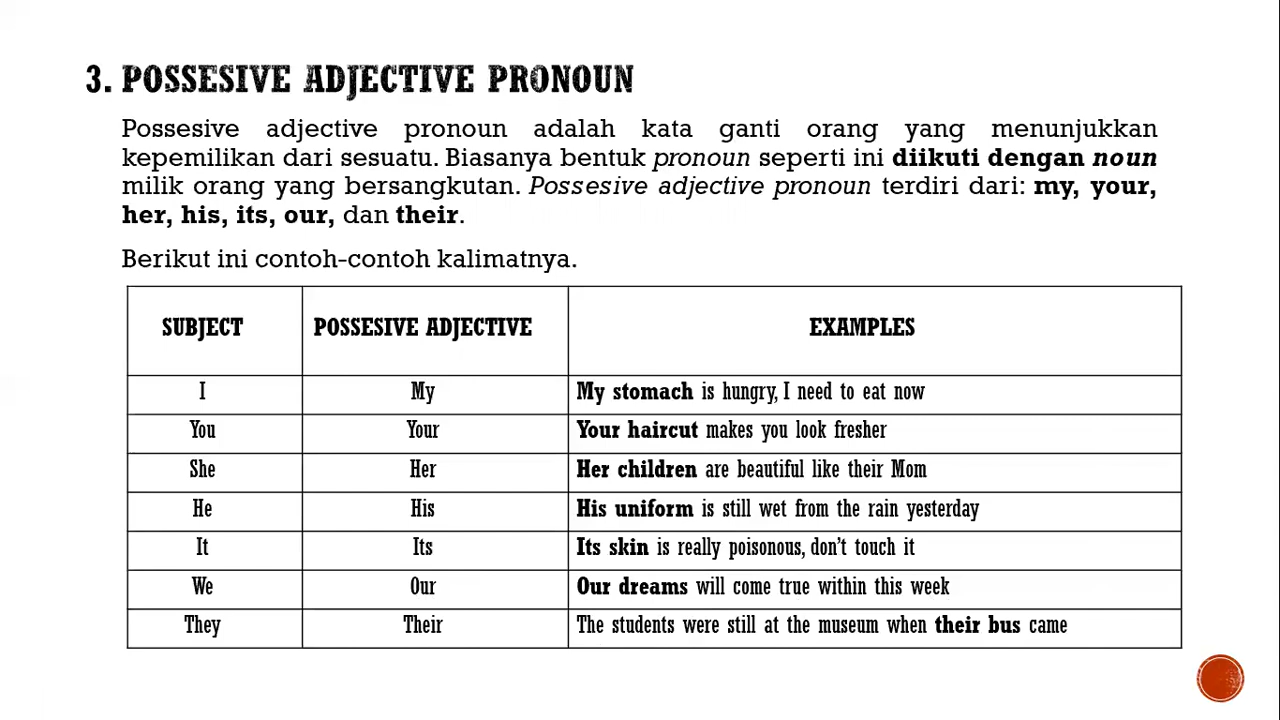 3. POSSESIVE ADJECTIVE PRONOUN
Possesive adjective pronoun adalah kata ganti orang yang menunjukkan
kepemilikan dari sesuatu. Biasanya bentuk pronoun seperti ini diikuti dengan noun
milik orang yang bersangkutan. Possesive adjective pronoun terdiri dari: my, your,
her, his, its, our, dan their.
Berikut ini contoh-contoh kalimatnya.
SUBJECT POSSESIVE ADJECTIVE EXAMPLES
I My My stomach is hungry, I need to eat now
You Your Your haircut makes you look fresher
She Her Her children are beautiful like their Mom
He His His uniform is still wet from the rain yesterday
It Its Its skin is really poisonous, don't touch it
We Our Our dreams will come true within this week
They Their The students were still at the museum when their bus came